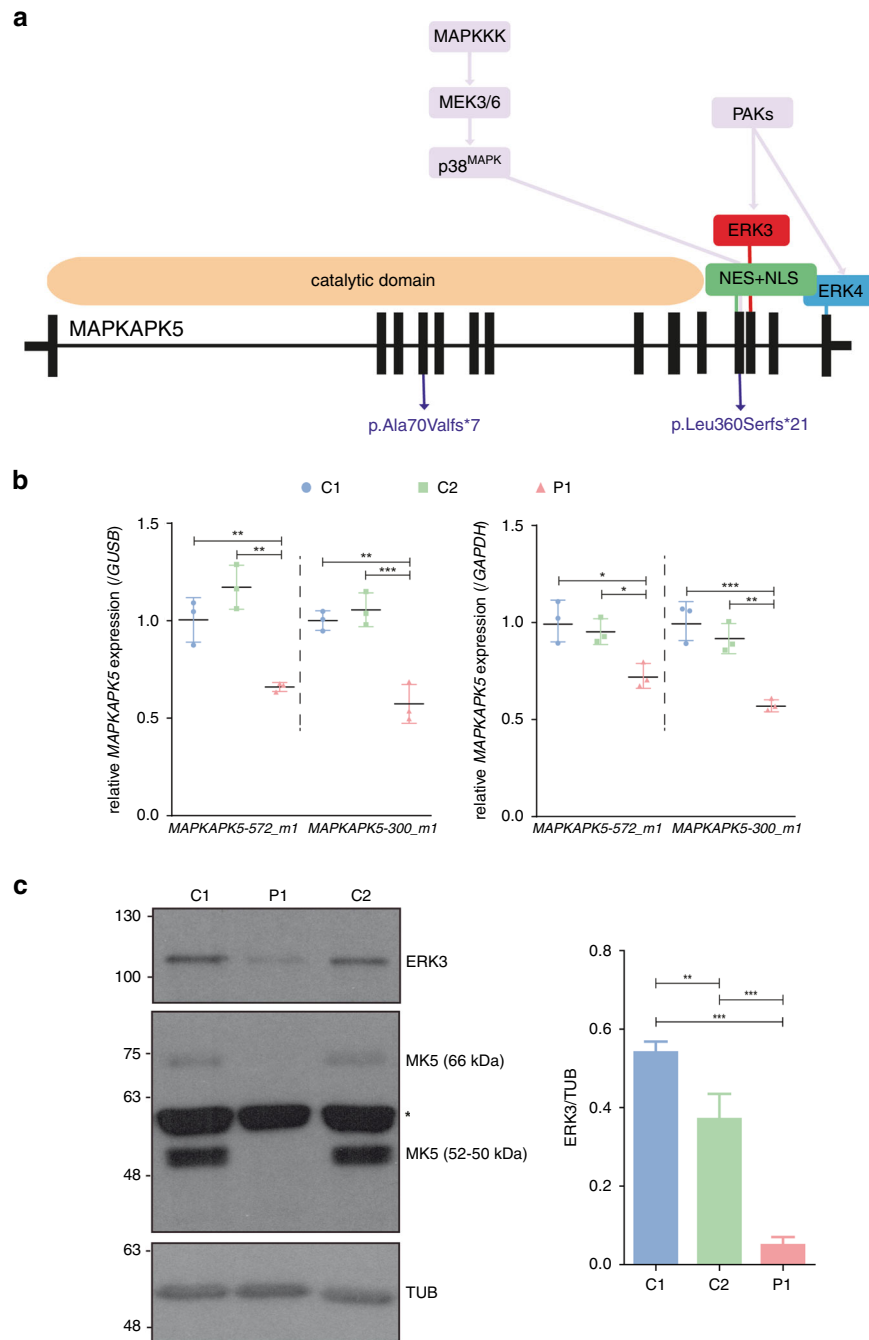 a
MAPKKK
MEK3/6
PAKs
p38MAPK
ERK3
catalytic domain
NES+NLS
ERK4
MAPKAPK5
p.Ala70Valfs*7
p.Leu360Serfs*21
b
C1
C2
P1
relative MAPKAPK5 expression (/GUSB)
1.5
1.0
0.5
0.0
**
**
**
***
MAPKAPK5-572_m1
MAPKAPK5-300_m1
relative MAPKAPK5 expression (/GAPDH)
1.5
1.0
0.5
0.0
*
*
***
**
MAPKAPK5-572_m1
MAPKAPK5-300_m1
c
C1
P1
C2
130
100
ERK3
75
63
48
MK5 (66 kDa)
*
MK5 (52-50 kDa)
63
48
TUB
ERK3/TUB
0.8
0.6
0.4
0.2
0.0
**
***
***
C1
C2
P1